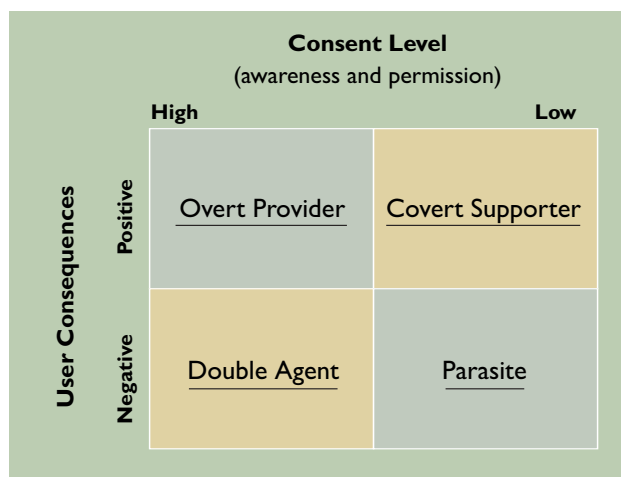 Consent Level
(awareness and permission)
High Low
User Consequences
Positive
Overt Provider Covert Supporter
Negative
Double Agent Parasite